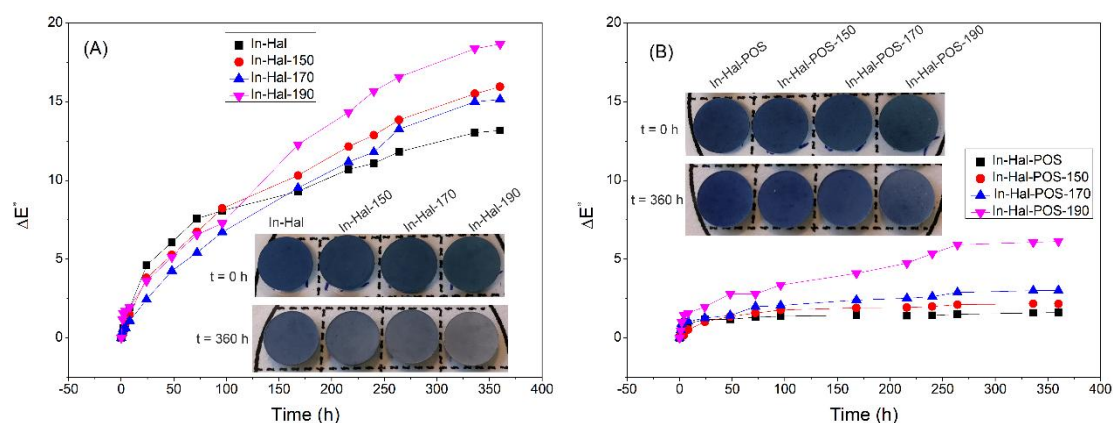 (A)
In-Hal
In-Hal-150
In-Hal-170
In-Hal-190
20
15
10
5
0
ΔE*
In-Hal In-Hal-150 In-Hal-170 In-Hal-190
t = 0 h
t = 360 h
-50 0 50 100 150 200 250 300 350 400
Time (h)
(B)
In-Hal-POS In-Hal-POS-150 In-Hal-POS-170 In-Hal-POS-190
20
15
10
5
0
ΔE*
t = 0 h
t = 360 h
In-Hal-POS
In-Hal-POS-150
In-Hal-POS-170
In-Hal-POS-190
-50 0 50 100 150 200 250 300 350 400
Time (h)